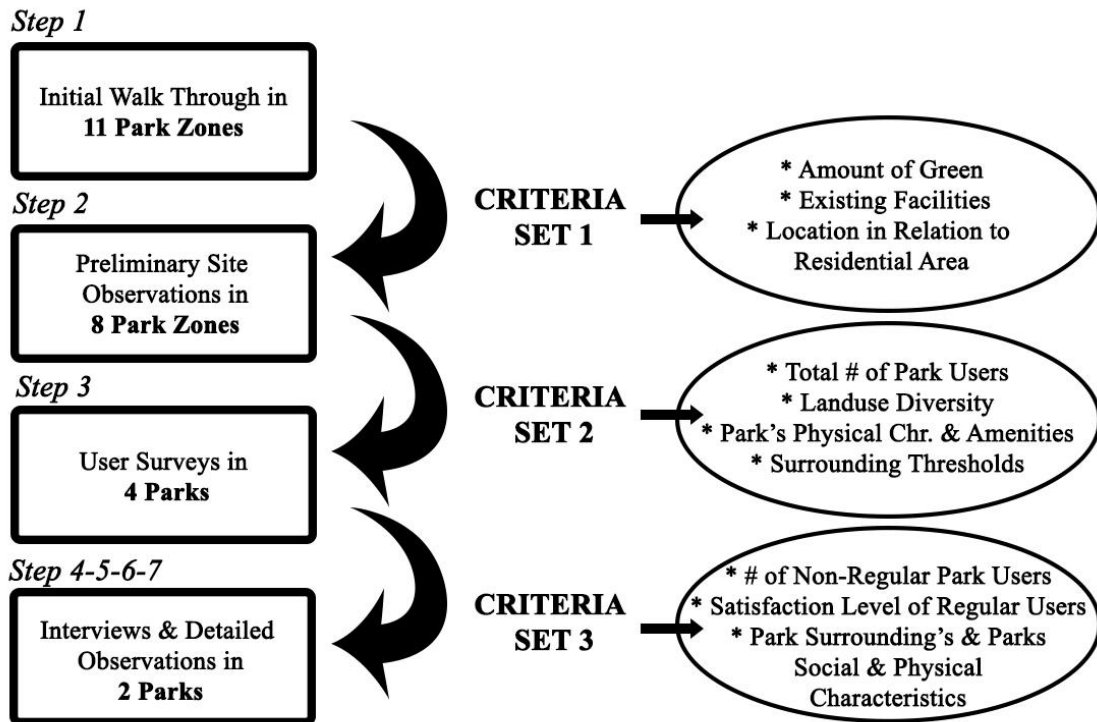 Step 1
Initial Walk Through in
11 Park Zones
Step 2
Preliminary Site
Observations in
8 Park Zones
Step 3
User Surveys in
4 Parks
Step 4-5-6-7
Interviews & Detailed
Observations in
2 Parks
CRITERIA
SET 1
* Amount of Green
* Existing Facilities
* Location in Relation to
Residential Area
CRITERIA
SET 2
* Total # of Park Users
* Landuse Diversity
* Park's Physical Chr. & Amenities
* Surrounding Thresholds
CRITERIA
SET 3
* # of Non-Regular Park Users
* Satisfaction Level of Regular Users
* Park Surrounding's & Parks
Social & Physical
Characteristics